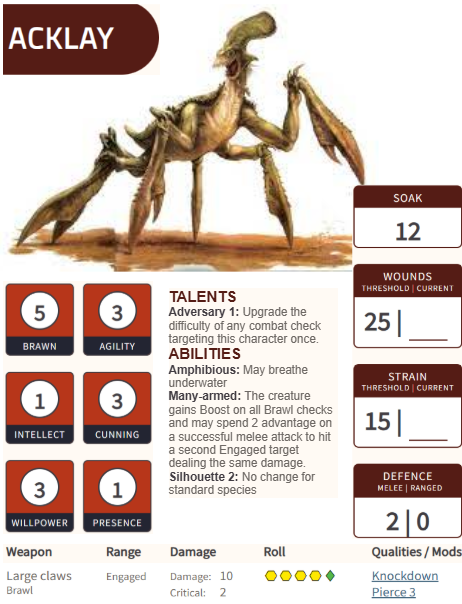 ACKLAY
SOAK
12
WOUNDS
THRESHOLD | CURRENT
25|
STRAIN
THRESHOLD | CURRENT
15|
DEFENCE
MELEE | RANGED
2|0
5
BRAWN
3
AGILITY
1
INTELLECT
3
CUNNING
3
WILLPOWER
1
PRESENCE
TALENTS
Adversary 1: Upgrade the
difficulty of any combat check
targeting this character once.
ABILITIES
Amphibious: May breathe
underwater
Many-armed: The creature
gains Boost on all Brawl checks
and may spend 2 advantage on
a successful melee attack to hit
a second Engaged target
dealing the same damage.
Silhouette 2: No change for
standard species
Weapon Range Damage Roll Qualities / Mods
Large claws Engaged Damage: 10 Knockdown
Brawl Critical: 2 Pierce 3